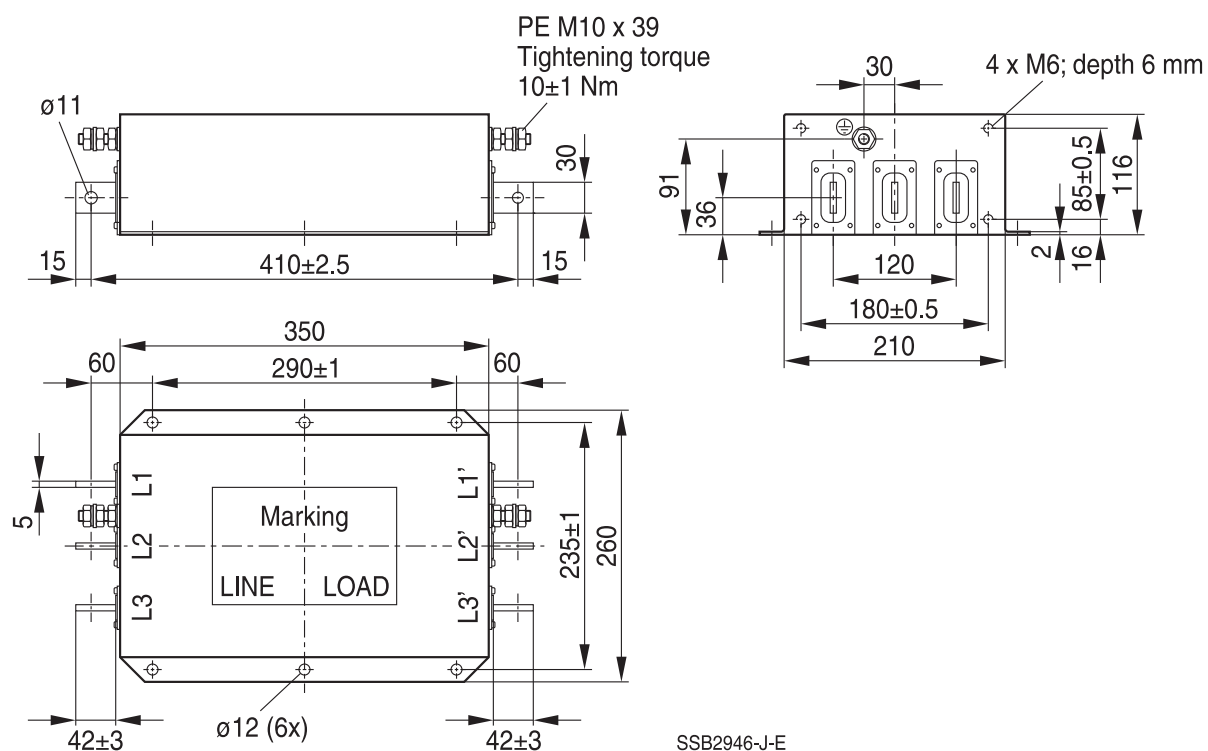 PE M10 x 39
Tightening torque
10±1 Nm
ø11
30
15
410±2.5
15
30
4 x M6; depth 6 mm
91
36
85±0.5
116
2
16
120
180±0.5
210
350
60
290±1
60
L1
L1'
5
Marking
L2
L2'
LINE
LOAD
L3
L3'
235±1
260
ø12 (6x)
42±3
42±3
SSB2946-J-E